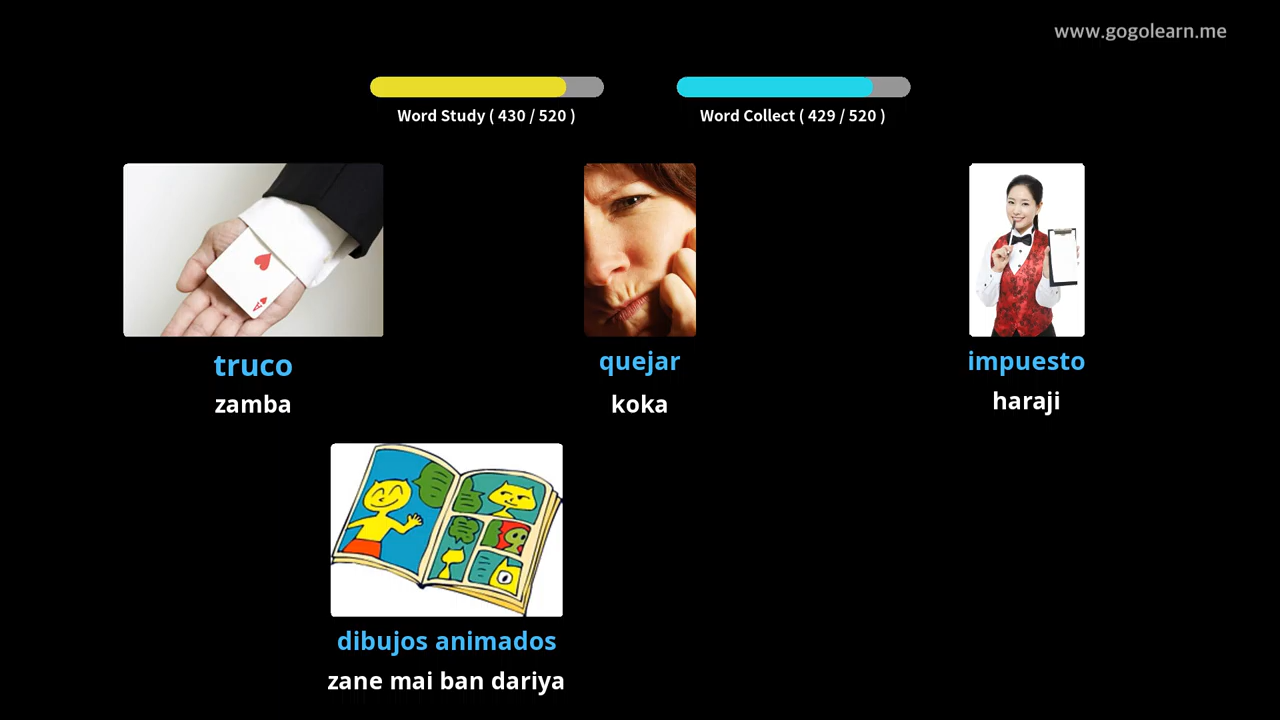 www.gogolearn.me
Word Study ( 430 / 520 )
Word Collect ( 429 / 520 )
truco
zamba
quejar
koka
impuesto
haraji
dibujos animados
zane mai ban dariya